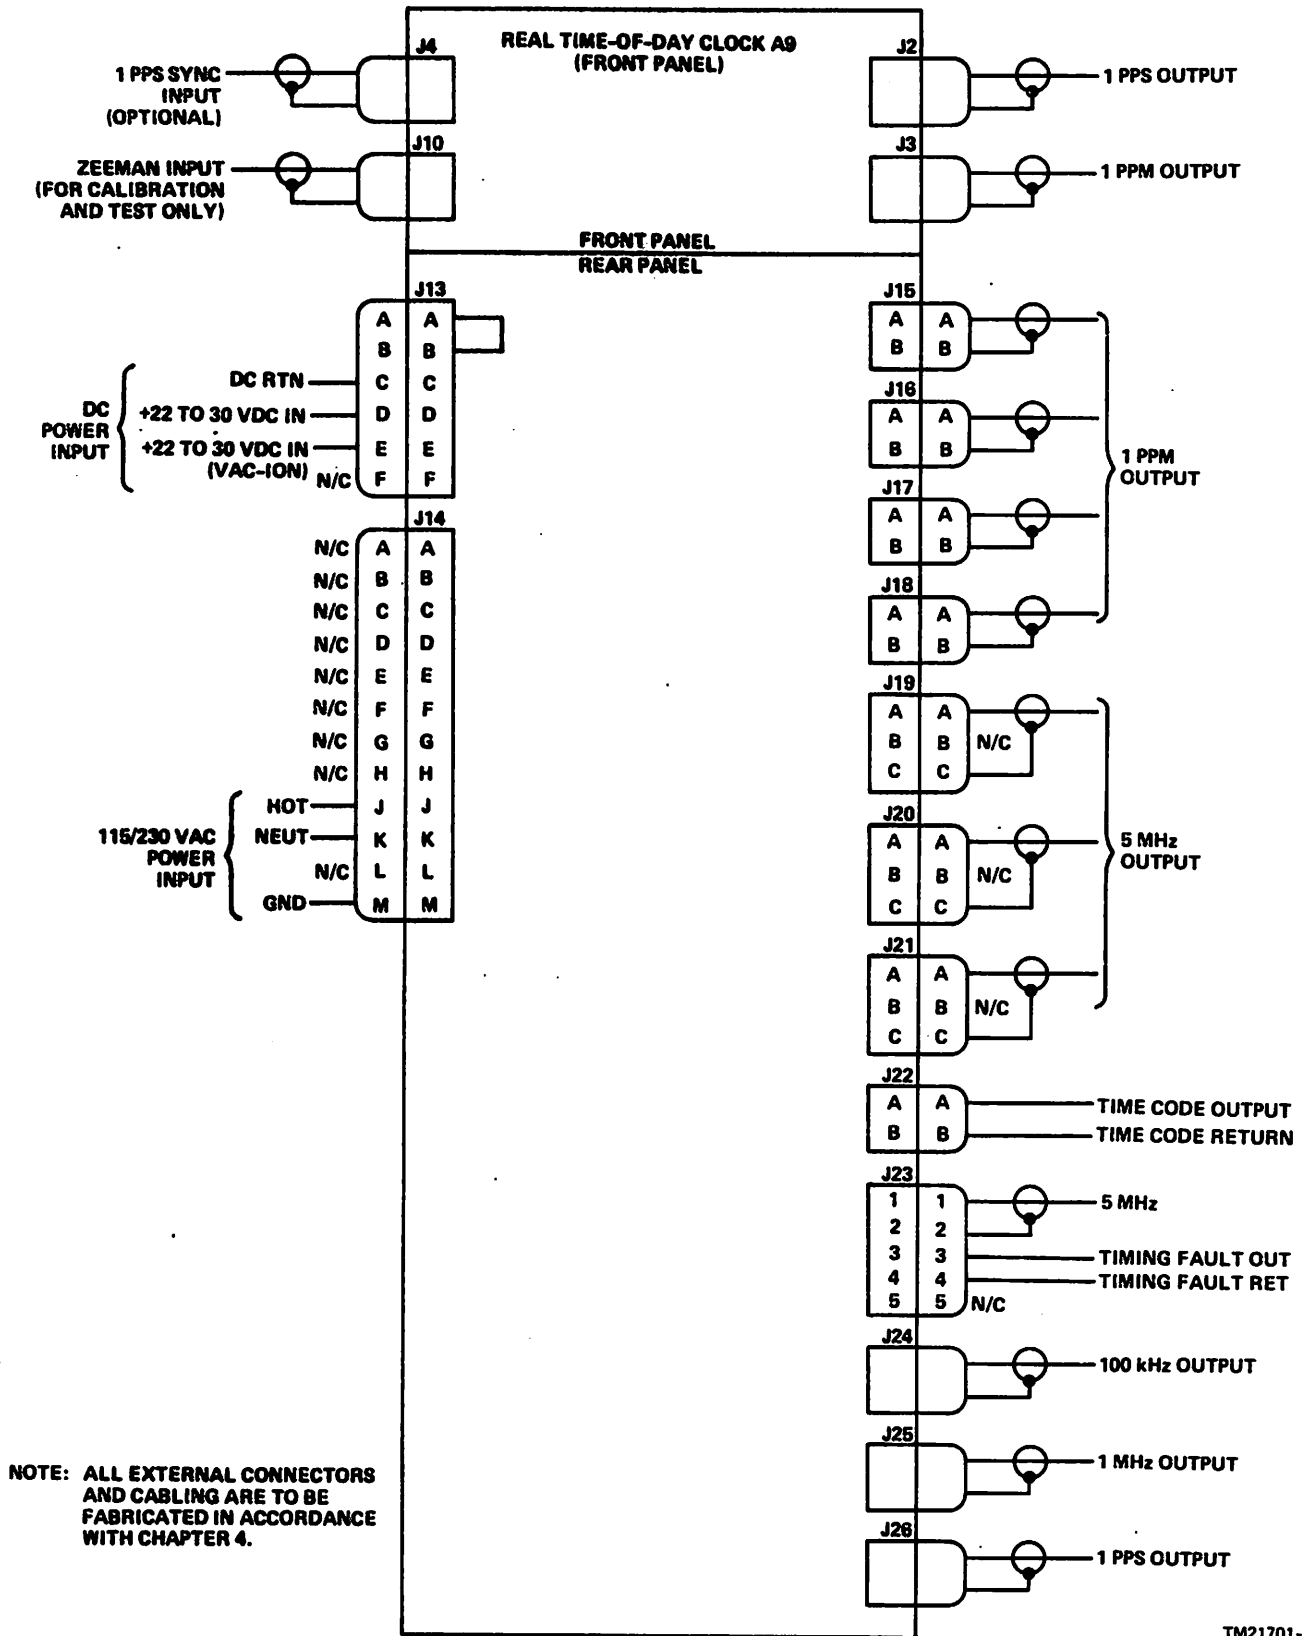 REAL TIME-OF-DAY CLOCK A9
(FRONT PANEL)
J4
1 PPS SYNC
INPUT
(OPTIONAL)
J10
ZEEMAN INPUT
(FOR CALIBRATION
AND TEST ONLY)
J2
1 PPS OUTPUT
J3
1 PPM OUTPUT
FRONT PANEL
REAR PANEL
J13
A A
B B
DC RTN C C
+22 TO 30 VDC IN D D
+22 TO 30 VDC IN E E
(VAC-ION)
N/C F F
DC
POWER
INPUT
J14
N/C A A
N/C B B
N/C C C
N/C D D
N/C E E
N/C F F
N/C G G
N/C H H
HOT J J
NEUT K K
N/C L L
GND M M
115/230 VAC
POWER
INPUT
J15
A A
B B
J16
A A
B B
J17
A A
B B
J18
A A
B B
1 PPM
OUTPUT
J19
A A
B B N/C
C C
J20
A A
B B N/C
C C
J21
A A
B B N/C
C C
5 MHz
OUTPUT
J22
A A TIME CODE OUTPUT
B B TIME CODE RETURN
J23
1 1 5 MHz
2 2
3 3 TIMING FAULT OUT
4 4 TIMING FAULT RET
5 5 N/C
J24
100 kHz OUTPUT
J25
1 MHz OUTPUT
J26
1 PPS OUTPUT
NOTE: ALL EXTERNAL CONNECTORS
AND CABLING ARE TO BE
FABRICATED IN ACCORDANCE
WITH CHAPTER 4.
TM21701-